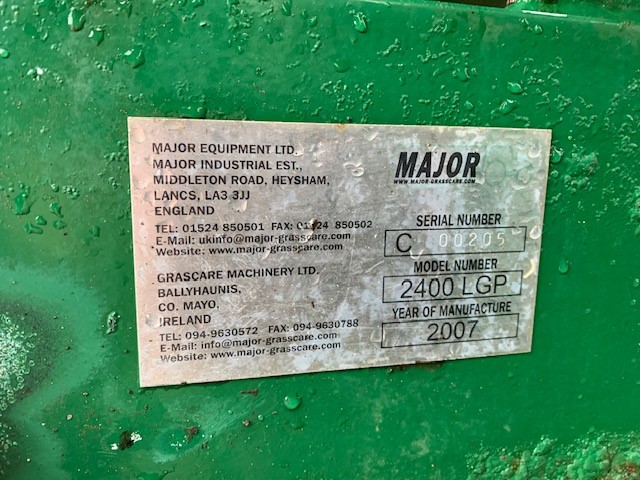 MAJOR EQUIPMENT LTD.
MAJOR INDUSTRIAL EST.,
MIDDLETON ROAD, HEYSHAM,
LANCS, LA3 3JJ
ENGLAND
TEL: 01524 850501 FAX: 01524 850502
E-Mail: ukinfo@major-grasscare.com
Website: www.major-grasscare.com
GRASCARE MACHINERY LTD.
BALLYHAUNIS,
CO. MAYO,
IRELAND
TEL: 094-9630572 FAX: 094-9630788
E-Mail: info@major-grasscare.com
Website: www.major-grasscare.com
MAJOR
WWW.MAJOR-GRASSCARE.COM
SERIAL NUMBER
C 00205
MODEL NUMBER
2400 LGP
YEAR OF MANUFACTURE
2007